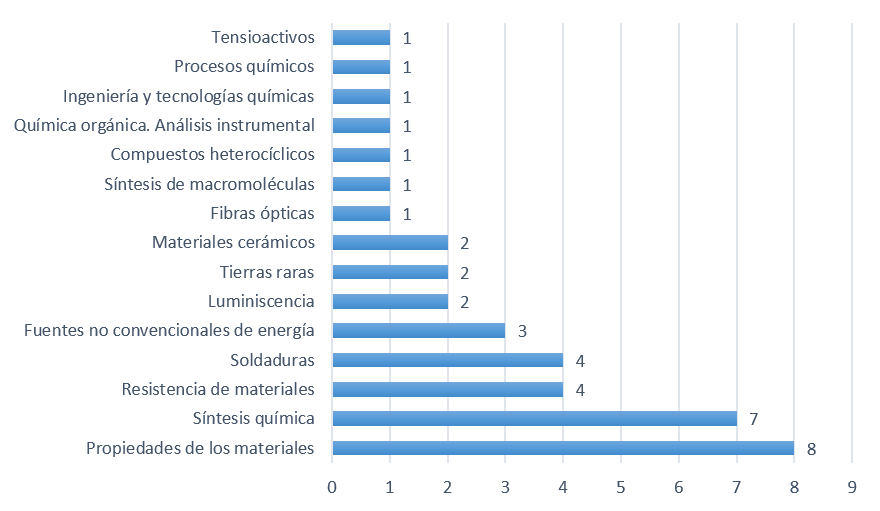 Tensioactivos 1
Procesos químicos 1
Ingeniería y tecnologías químicas 1
Química orgánica. Análisis instrumental 1
Compuestos heterocíclicos 1
Síntesis de macromoléculas 1
Fibras ópticas 1
Materiales cerámicos 2
Tierras raras 2
Luminiscencia 2
Fuentes no convencionales de energía 3
Soldaduras 4
Resistencia de materiales 4
Síntesis química 7
Propiedades de los materiales 8
0 1 2 3 4 5 6 7 8 9